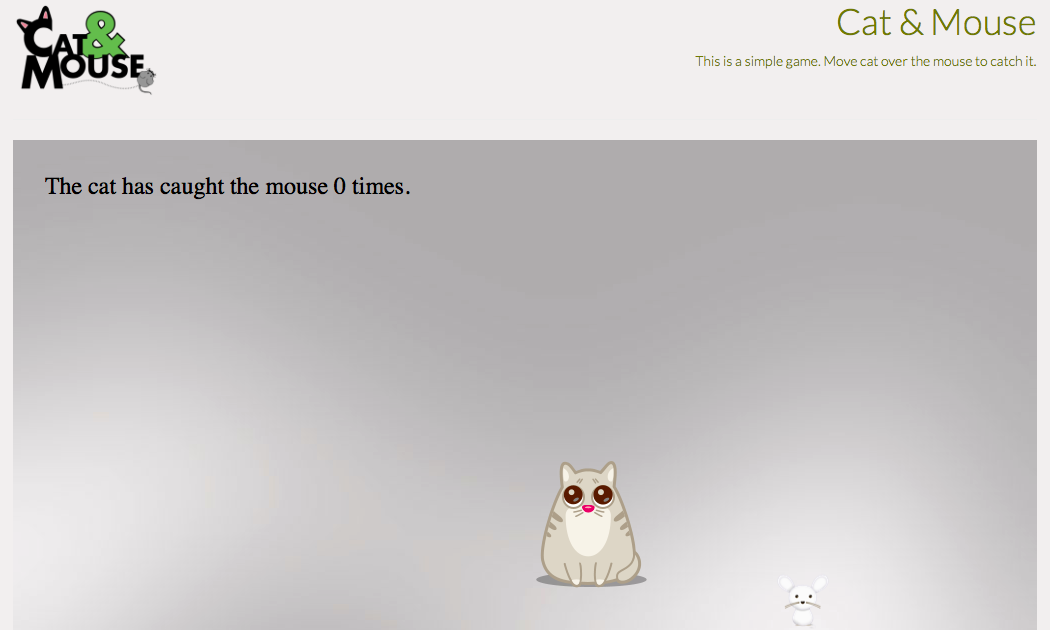 CAT&
MOUSE
Cat & Mouse
This is a simple game. Move cat over the mouse to catch it.
The cat has caught the mouse 0 times.